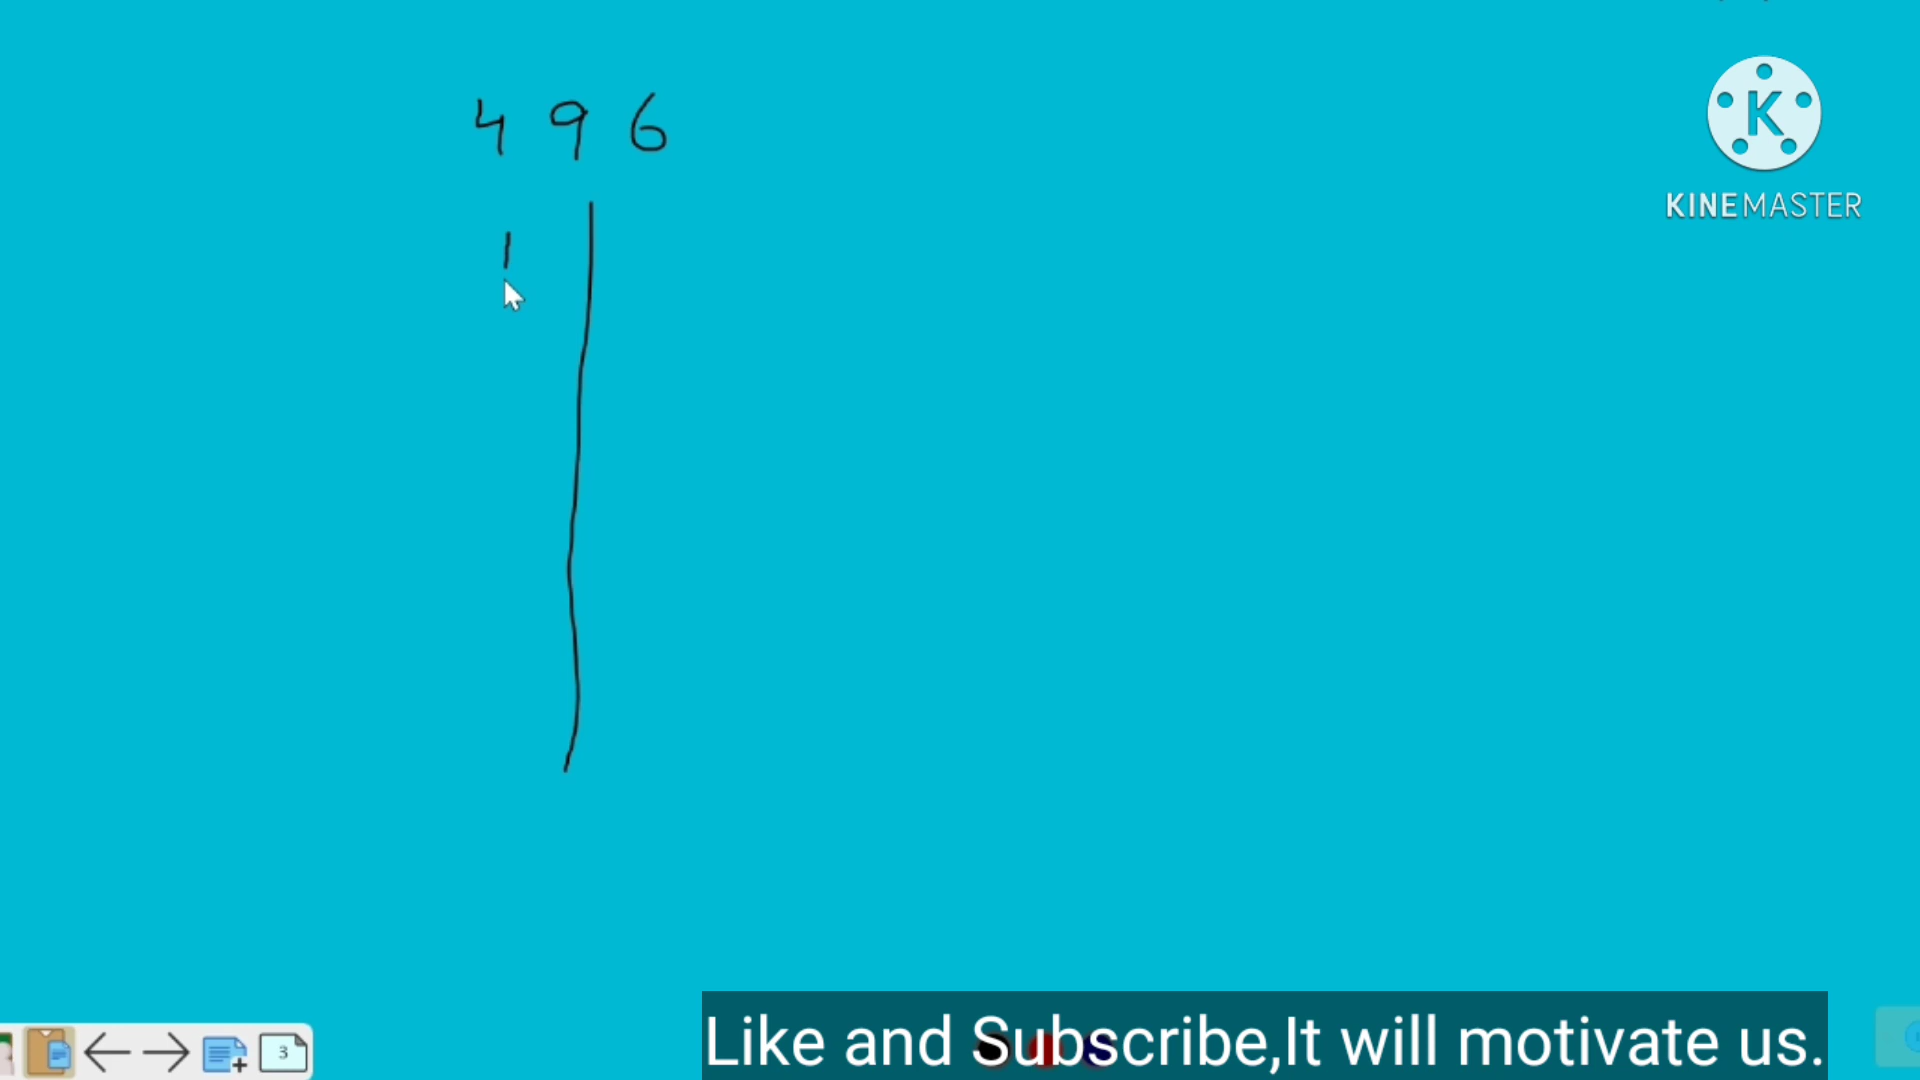 4 9 6
1
K
KINEMASTER
3
Like and Subscribe,It will motivate us.